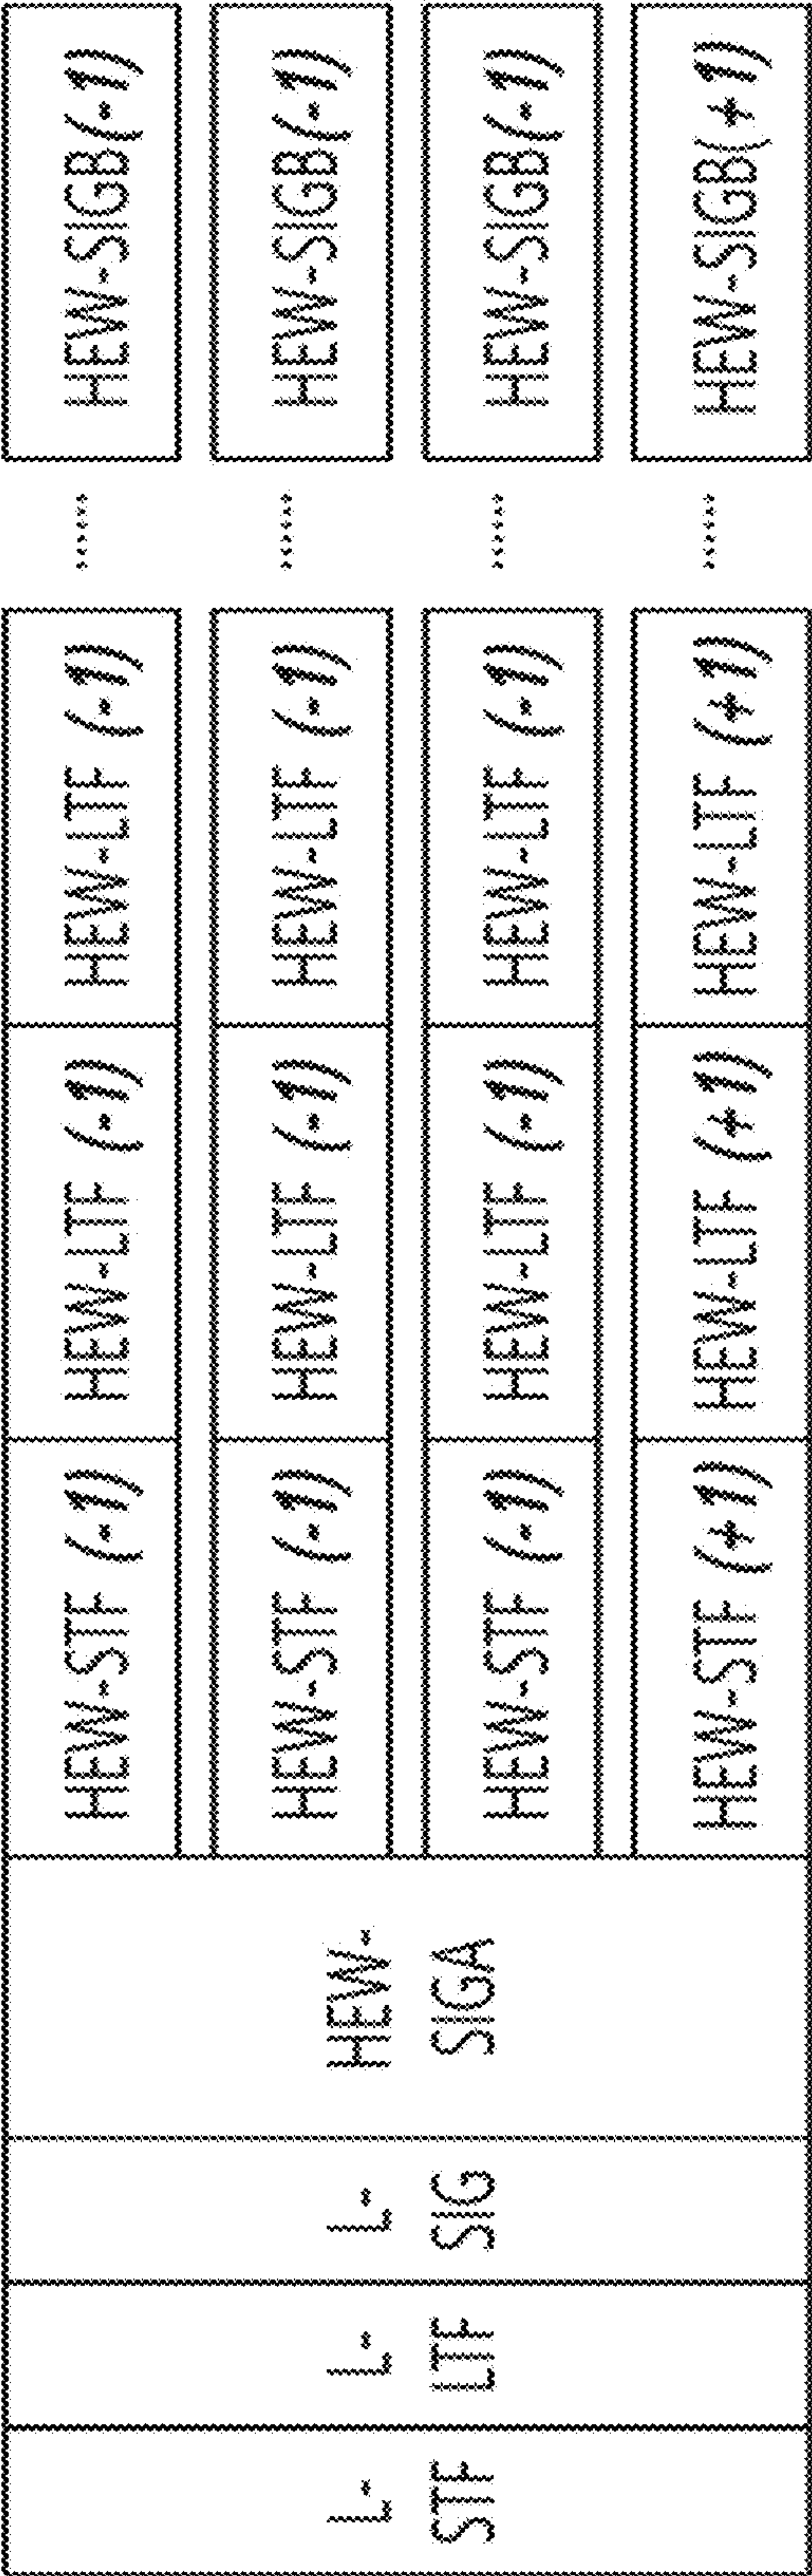 L-
STF
L-
LTF
L-
SIG
HEW-
SIGA
HEW-STF (-1)
HEW-LTF (-1)
HEW-LTF (-1)
......
HEW-SIGB(-1)
HEW-STF (-1)
HEW-LTF (-1)
HEW-LTF (-1)
......
HEW-SIGB(-1)
HEW-STF (-1)
HEW-LTF (-1)
HEW-LTF (-1)
......
HEW-SIGB(-1)
HEW-STF (+1)
HEW-LTF (+1)
HEW-LTF (+1)
......
HEW-SIGB(+1)